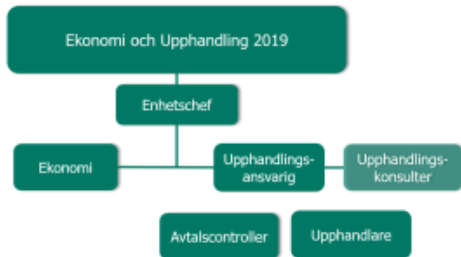 Ekonomi och Upphandling 2019
Enhetschef
Ekonomi
Upphandlings-
ansvarig
Upphandlings-
konsulter
Avtalscontroller
Upphandlare